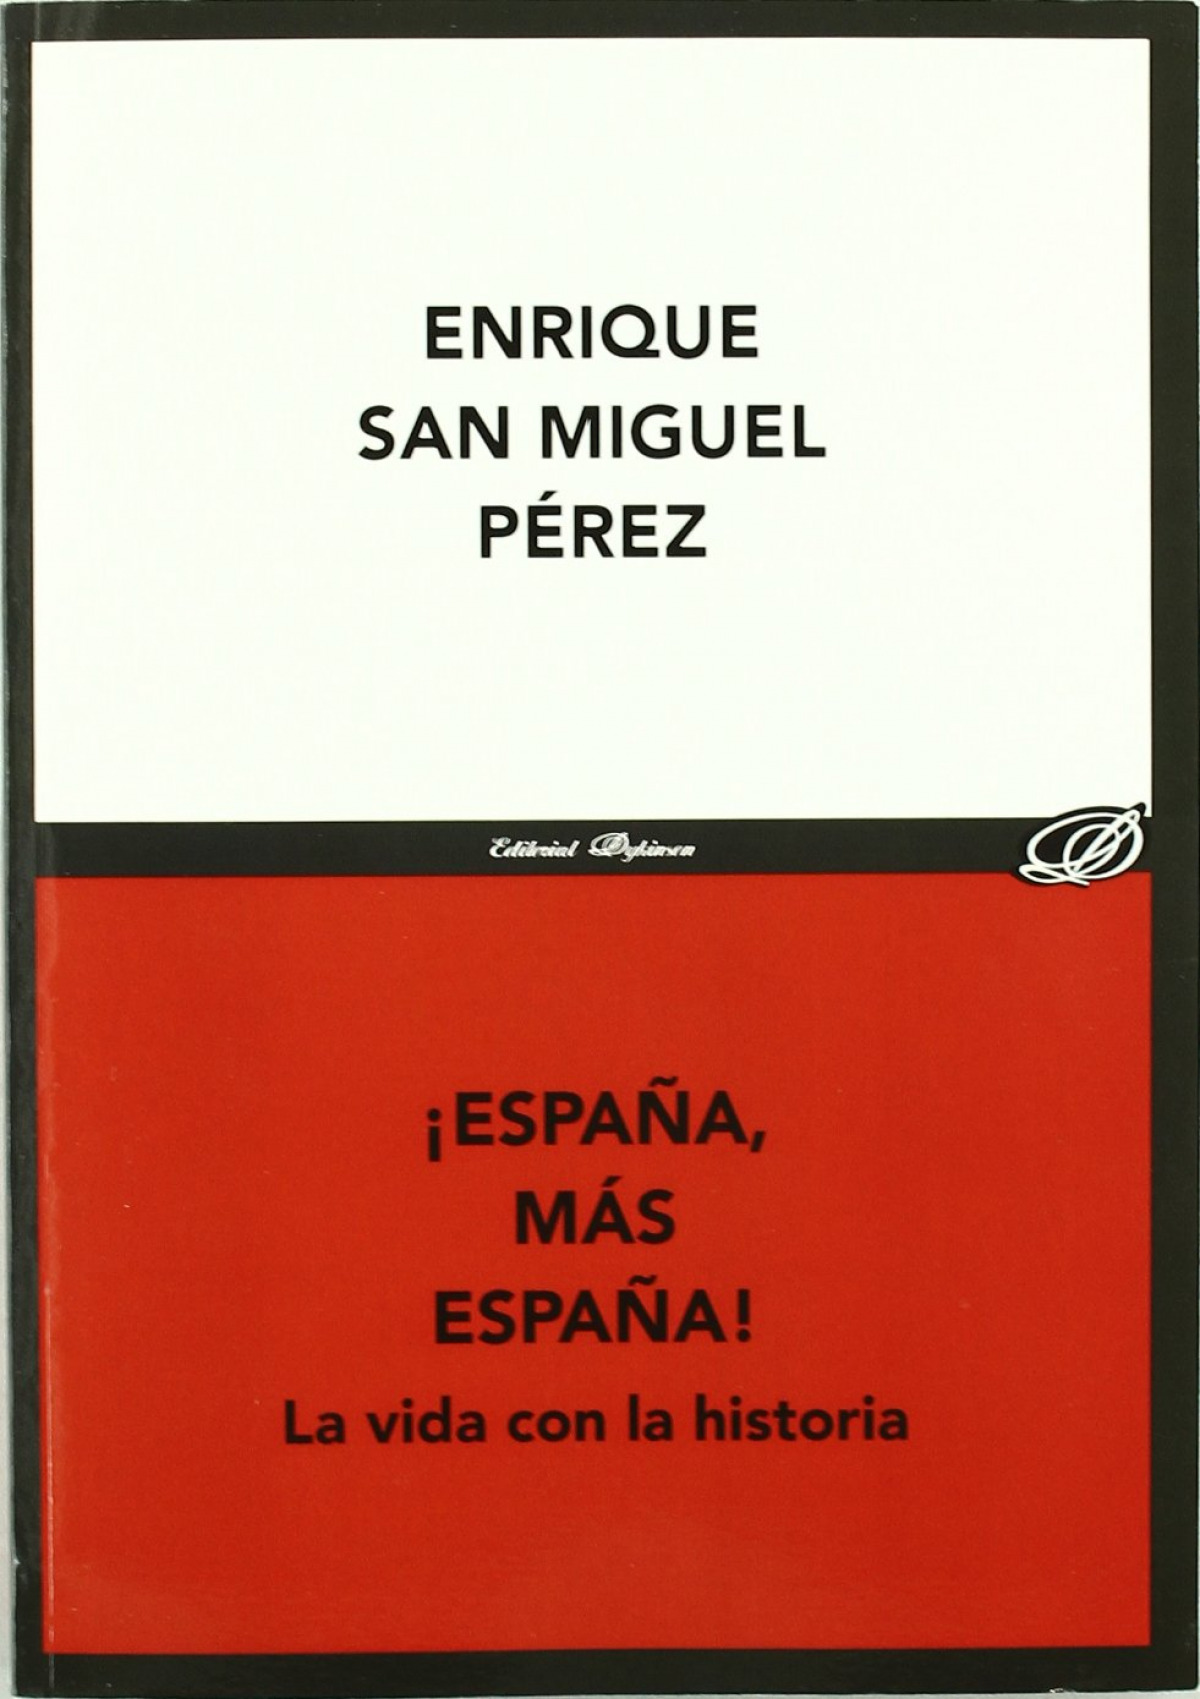 ENRIQUE
SAN MIGUEL
PÉREZ
Editorial Dykinson
¡ESPAÑA,
MÁS
ESPAÑA!
La vida con la historia